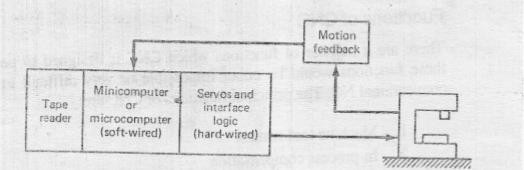 Motion
feedback
Tape
reader
Minicomputer
or
microcomputer
(soft-wired)
Servos and
interface
logic
(hard-wired)